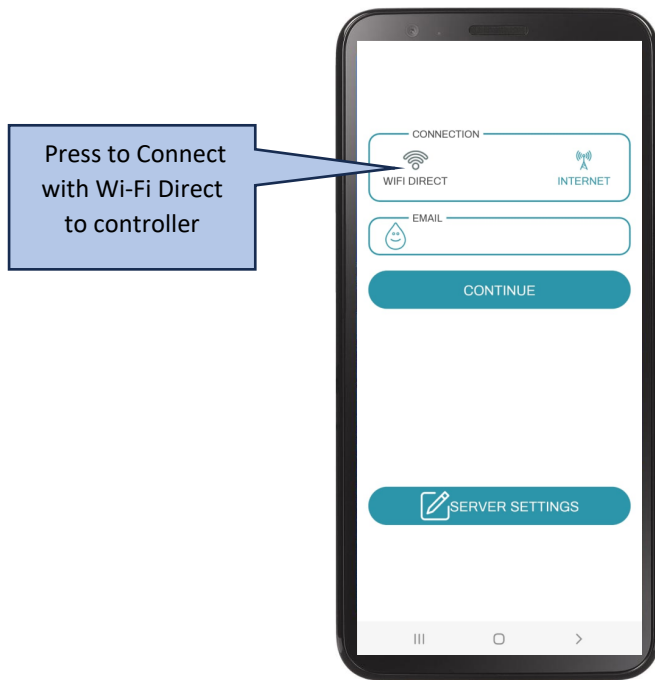 Press to Connect
with Wi-Fi Direct
to controller
CONNECTION
WIFI DIRECT
INTERNET
EMAIL
CONTINUE
SERVER SETTINGS